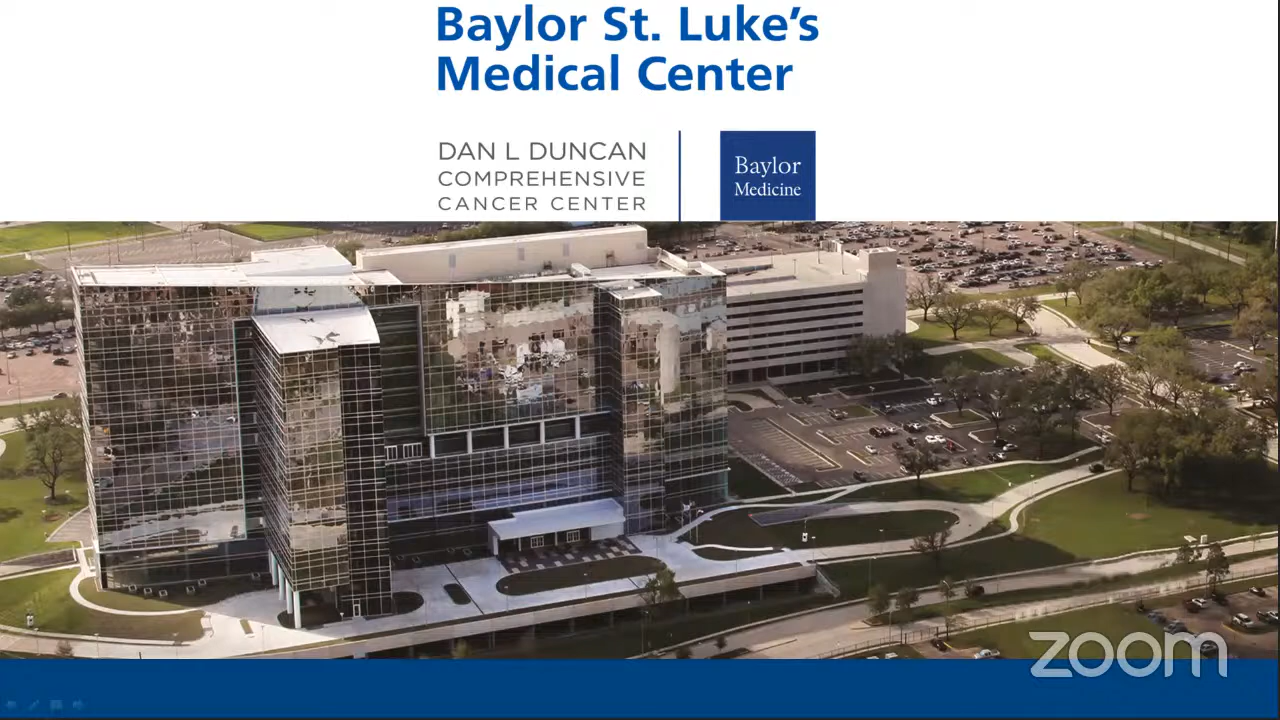 Baylor St. Luke's
Medical Center
DAN L DUNCAN
COMPREHENSIVE
CANCER CENTER
Baylor
Medicine
zoom